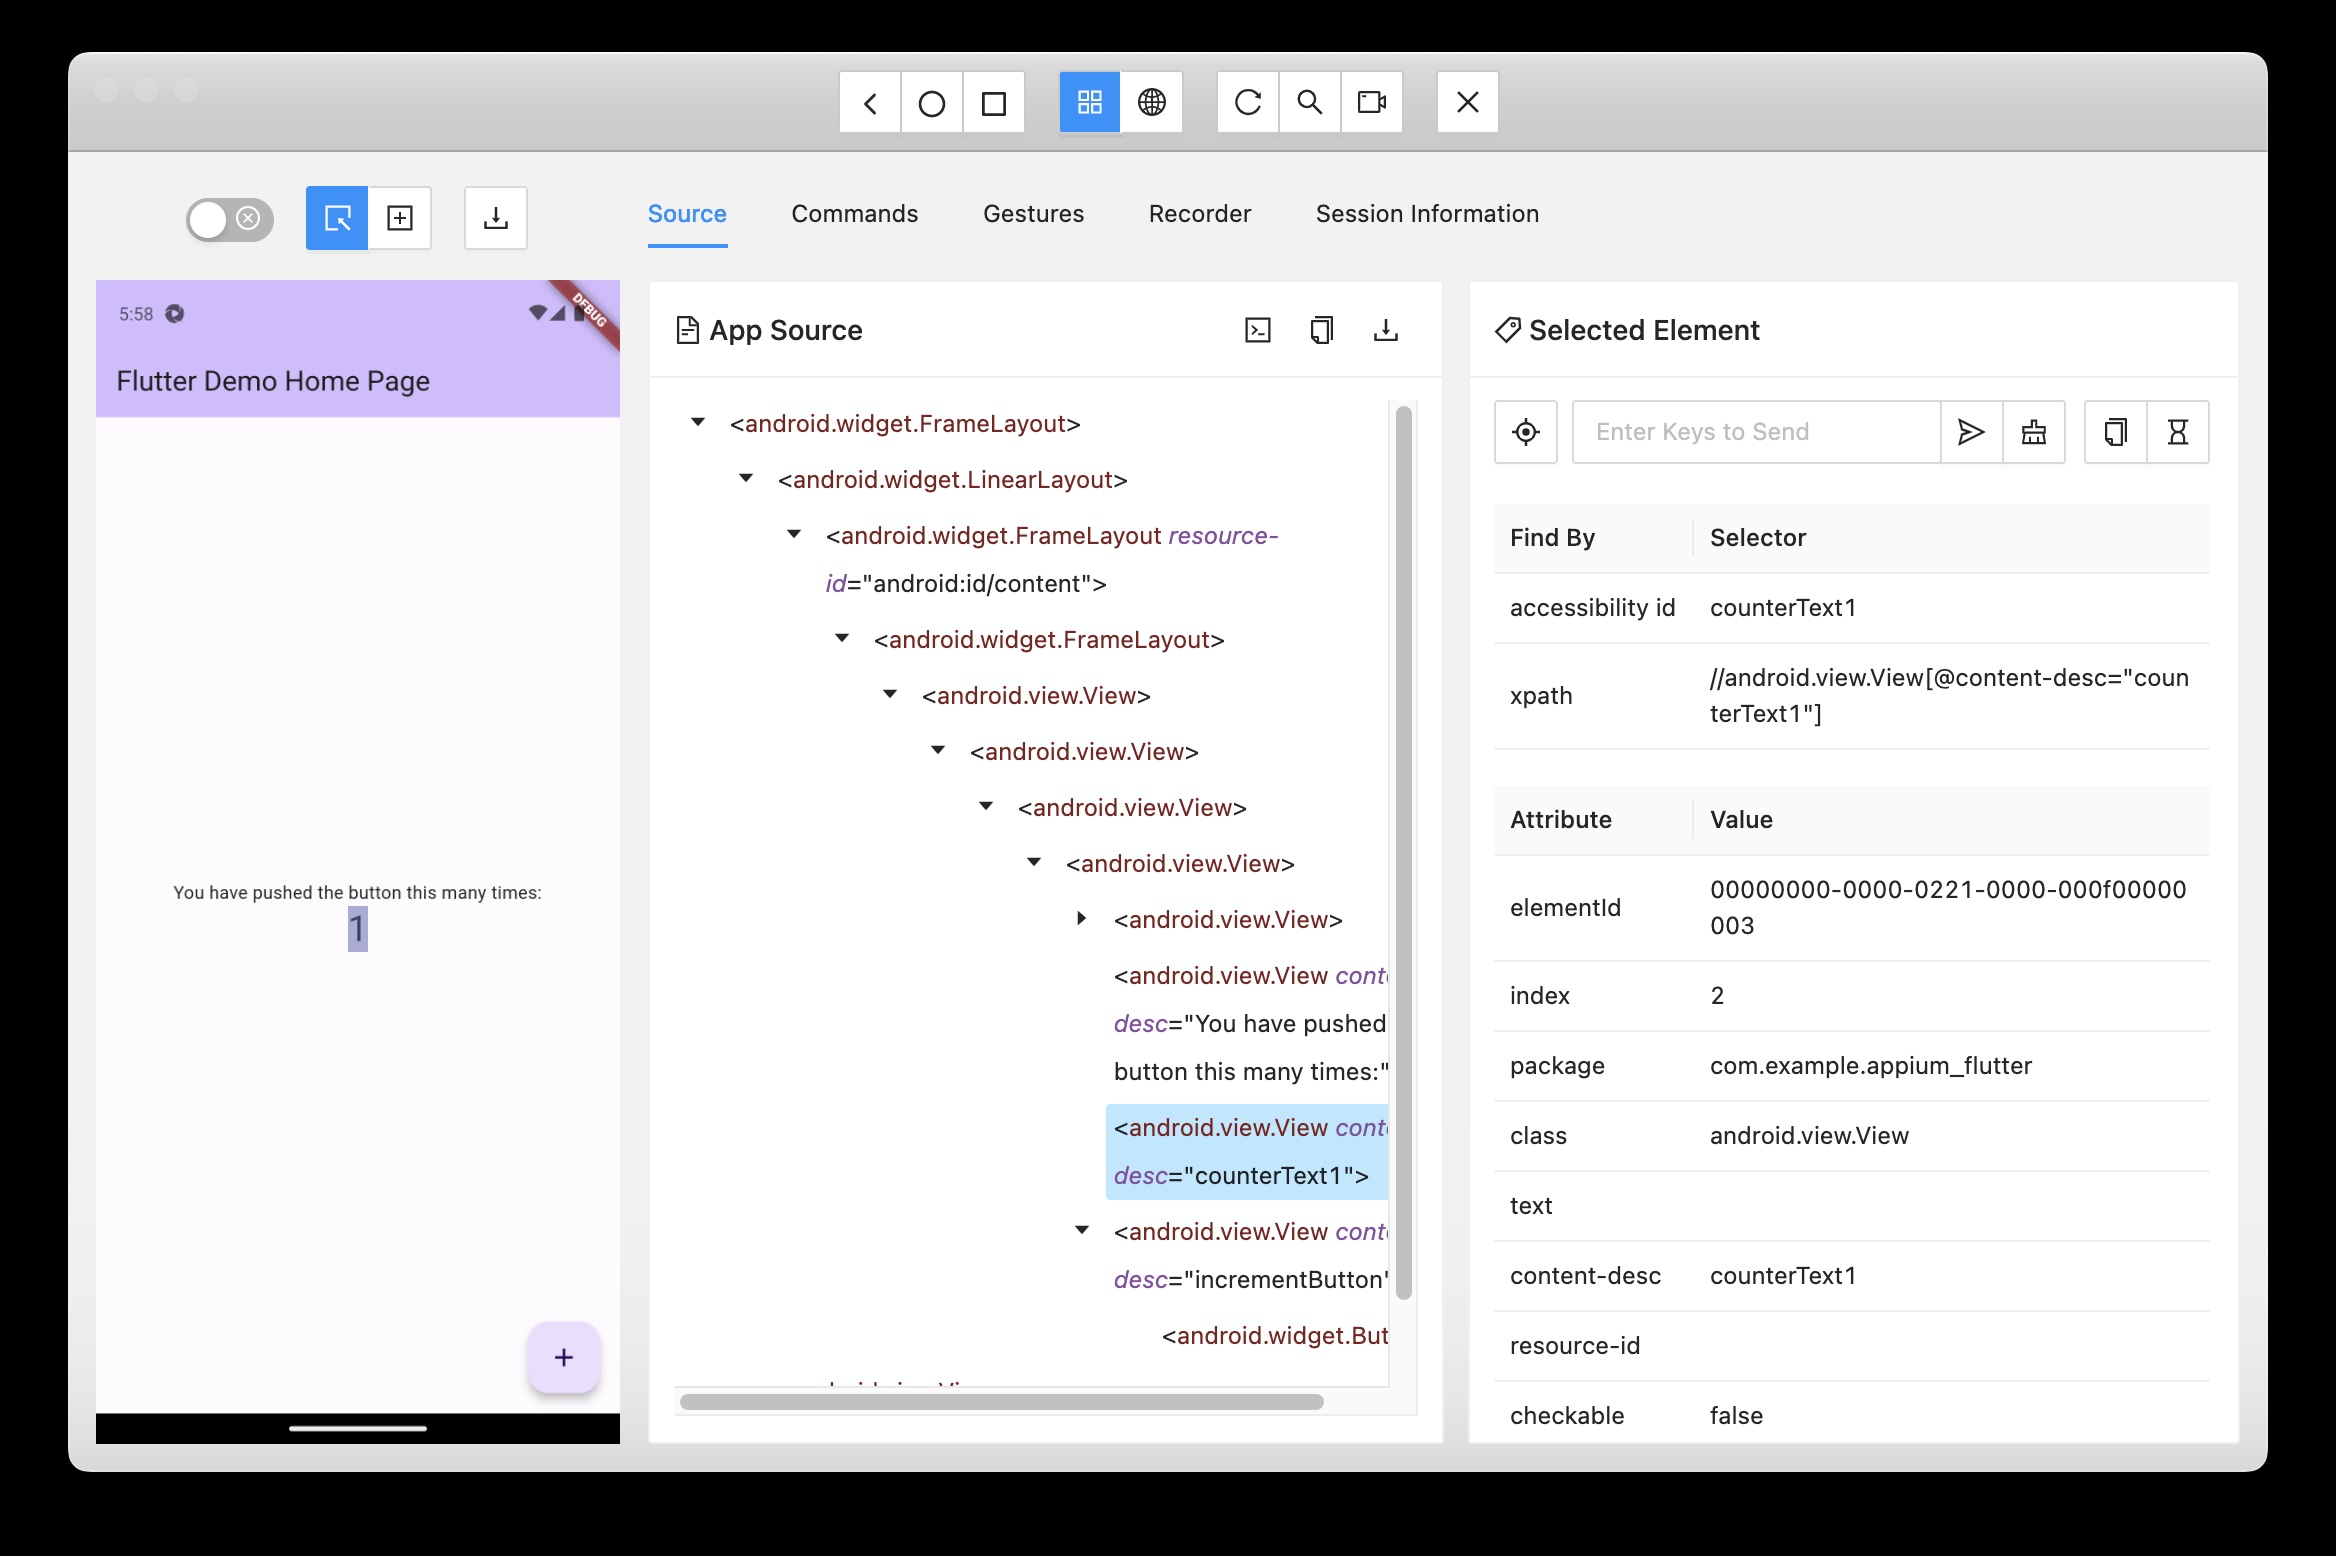 Source
Commands
Gestures
Recorder
Session Information
5:58
DEBUG
Flutter Demo Home Page
You have pushed the button this many times:
1
+
App Source
<android.widget.FrameLayout>
<android.widget.LinearLayout>
<android.widget.FrameLayout resource-
id="android:id/content">
<android.widget.FrameLayout>
<android.view.View>
<android.view.View>
<android.view.View>
<android.view.View>
<android.view.View>
<android.view.View cont
desc="You have pushed
button this many times:"
<android.view.View cont
desc="counterText1">
<android.view.View cont
desc="incrementButton"
<android.widget.But
Selected Element
Enter Keys to Send
Find By
Selector
accessibility id
counterText1
xpath
//android.view.View[@content-desc="coun
terText1"]
Attribute
Value
elementId
00000000-0000-0221-0000-000f00000
003
index
2
package
com.example.appium_flutter
class
android.view.View
text
content-desc
counterText1
resource-id
checkable
false